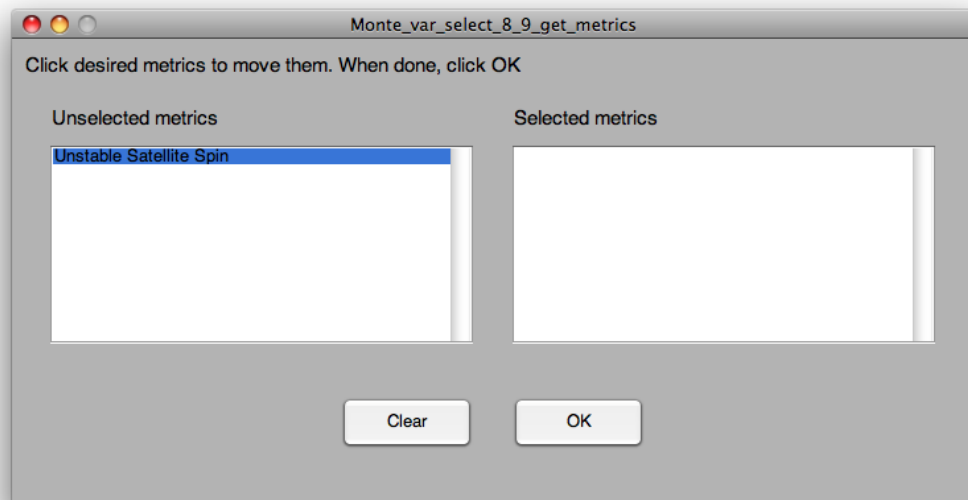 Monte_var_select_8_9_get_metrics
Click desired metrics to move them. When done, click OK
Unselected metrics
Selected metrics
Unstable Satellite Spin
Clear
OK